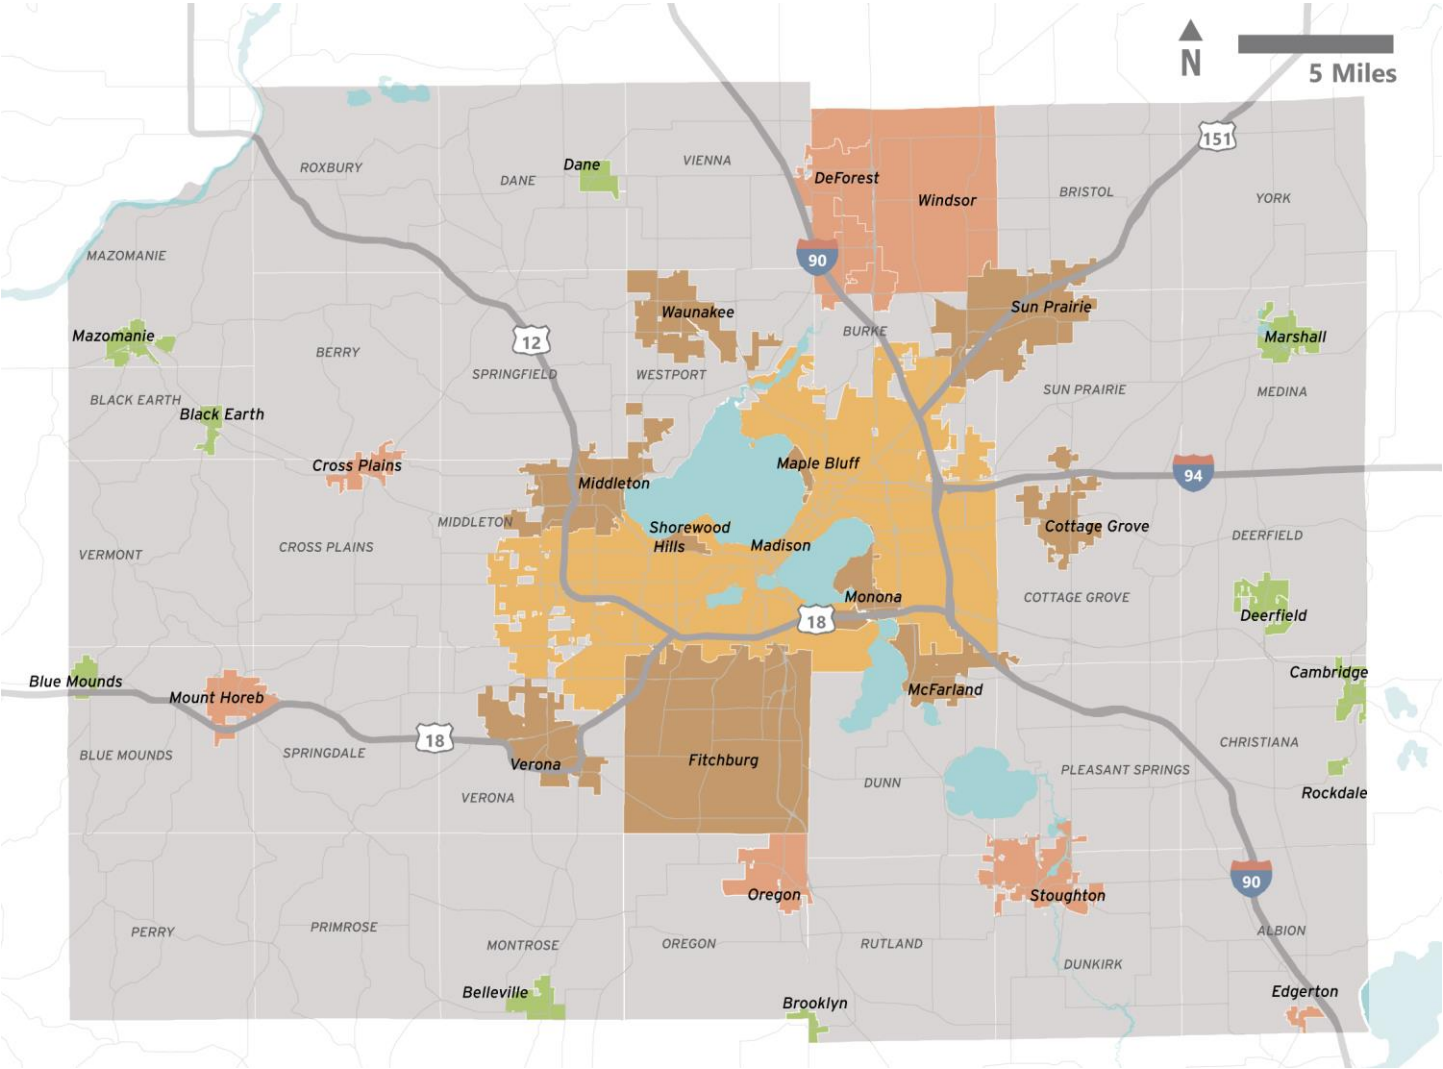 N
5 Miles
151
ROXBURY
Dane
DANE
VIENNA
DeForest
Windsor
BRISTOL
YORK
MAZOMANIE
90
Mazomanie
12
Waunakee
BURKE
Sun Prairie
Marshall
BERRY
SPRINGFIELD
WESTPORT
SUN PRAIRIE
MEDINA
BLACK EARTH
Black Earth
Cross Plains
Middleton
Maple Bluff
94
MIDDLETON
Shorewood
Hills
Madison
Cottage Grove
DEERFIELD
VERMONT
CROSS PLAINS
Monona
COTTAGE GROVE
18
Deerfield
Blue Mounds
Mount Horeb
McFarland
Cambridge
18
BLUE MOUNDS
SPRINGDALE
Verona
Fitchburg
CHRISTIANA
VERONA
DUNN
PLEASANT SPRINGS
Rockdale
90
Oregon
Stoughton
PERRY
PRIMROSE
MONTROSE
OREGON
RUTLAND
ALBION
DUNKIRK
Belleville
Brooklyn
Edgerton